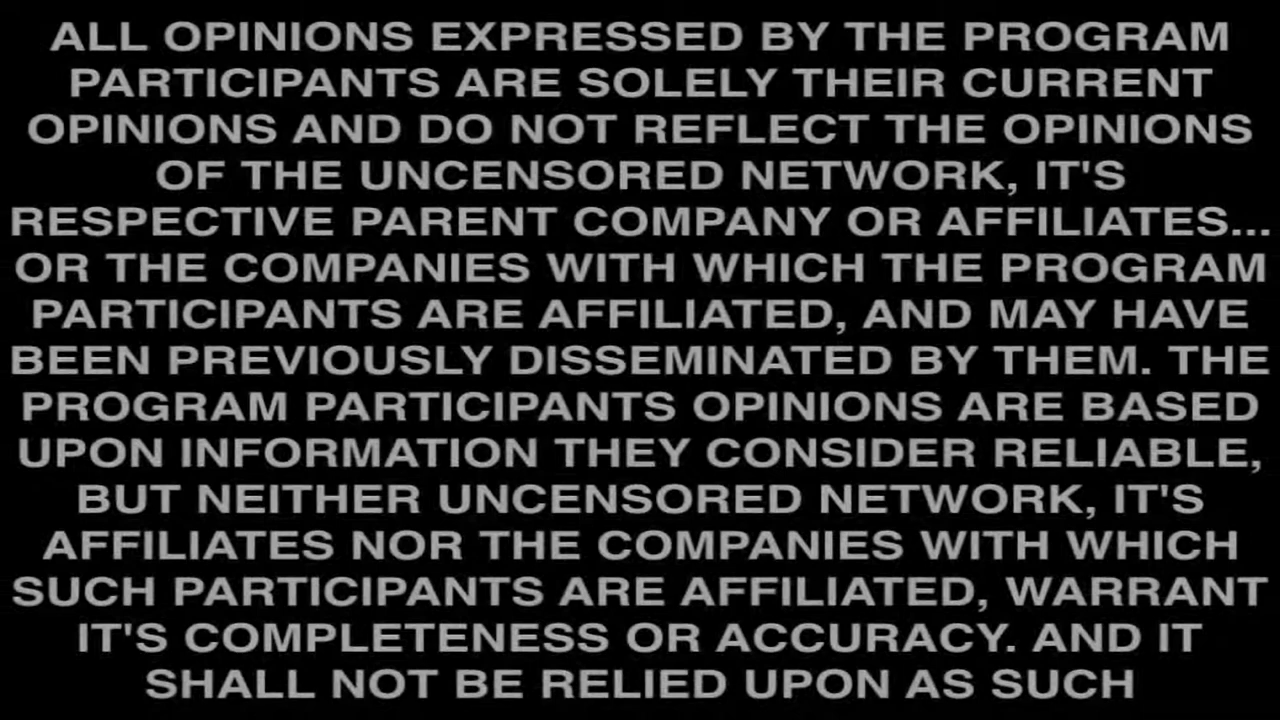 ALL OPINIONS EXPRESSED BY THE PROGRAM
PARTICIPANTS ARE SOLELY THEIR CURRENT
OPINIONS AND DO NOT REFLECT THE OPINIONS
OF THE UNCENSORED NETWORK, IT'S
RESPECTIVE PARENT COMPANY OR AFFILIATES...
OR THE COMPANIES WITH WHICH THE PROGRAM
PARTICIPANTS ARE AFFILIATED, AND MAY HAVE
BEEN PREVIOUSLY DISSEMINATED BY THEM. THE
PROGRAM PARTICIPANTS OPINIONS ARE BASED
UPON INFORMATION THEY CONSIDER RELIABLE,
BUT NEITHER UNCENSORED NETWORK, IT'S
AFFILIATES NOR THE COMPANIES WITH WHICH
SUCH PARTICIPANTS ARE AFFILIATED, WARRANT
IT'S COMPLETENESS OR ACCURACY. AND IT
SHALL NOT BE RELIED UPON AS SUCH